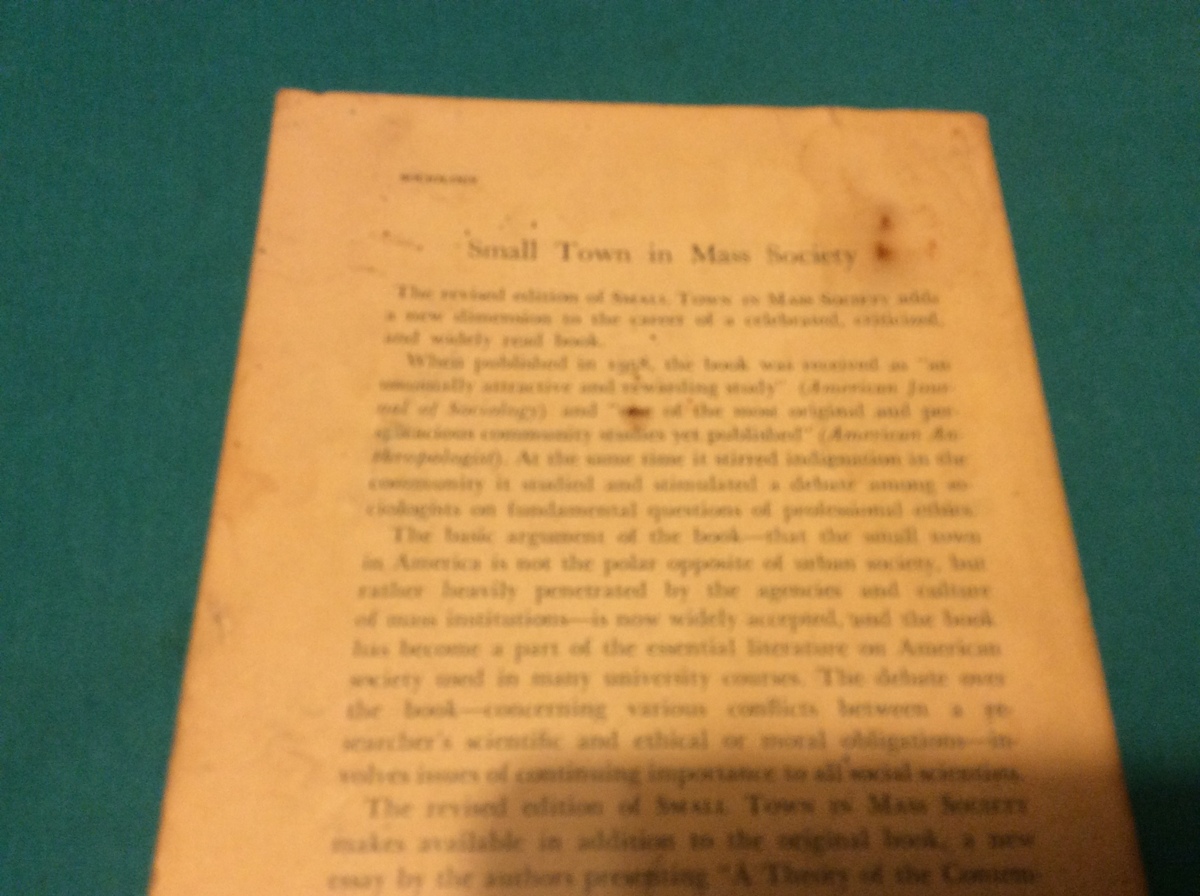 Small Town in Mass Society
The revised edition of SMALL TOWN IN MASS SOCIETY adds
a new dimension to the career of a celebrated, criticized,
and widely read book.
When published in 1958, the book was received as "an
unusually attractive and rewarding study" (American Jour-
nal of Sociology) and "one of the most original and per-
spicacious community studies yet published" (American An-
thropologist). At the same time it stirred indignation in the
community it studied and stimulated a debate among so-
ciologists on fundamental questions of professional ethics.
The basic argument of the book—that the small town
in America is not the polar opposite of urban society, but
rather heavily penetrated by the agencies and culture
of mass institutions—is now widely accepted, and the book
has become a part of the essential literature on American
society used in many university courses. The debate over
the book—concerning various conflicts between a re-
searcher's scientific and ethical or moral obligations—in-
volves issues of continuing importance to all social scientists.
The revised edition of SMALL TOWN IN MASS SOCIETY
makes available in addition to the original book, a new
essay by the authors presenting "A Theory of the Contem-